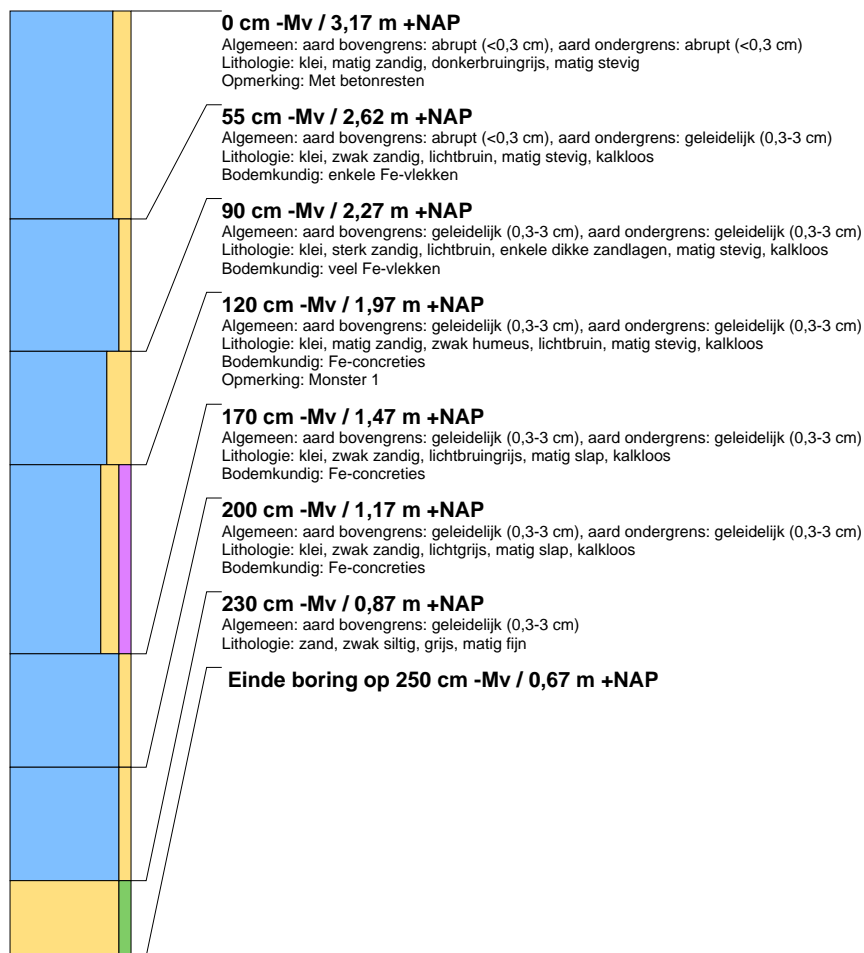 0 cm -Mv / 3,17 m +NAP
Algemeen: aard bovengrens: abrupt (<0,3 cm), aard ondergrens: abrupt (<0,3 cm)
Lithologie: klei, matig zandig, donkerbruingrijs, matig stevig
Opmerking: Met betonresten
55 cm -Mv / 2,62 m +NAP
Algemeen: aard bovengrens: abrupt (<0,3 cm), aard ondergrens: geleidelijk (0,3-3 cm)
Lithologie: klei, zwak zandig, lichtbruin, matig stevig, kalkloos
Bodemkundig: enkele Fe-vlekken
90 cm -Mv / 2,27 m +NAP
Algemeen: aard bovengrens: geleidelijk (0,3-3 cm), aard ondergrens: geleidelijk (0,3-3 cm)
Lithologie: klei, sterk zandig, lichtbruin, enkele dikke zandlagen, matig stevig, kalkloos
Bodemkundig: veel Fe-vlekken
120 cm -Mv / 1,97 m +NAP
Algemeen: aard bovengrens: geleidelijk (0,3-3 cm), aard ondergrens: geleidelijk (0,3-3 cm)
Lithologie: klei, matig zandig, zwak humeus, lichtbruin, matig stevig, kalkloos
Bodemkundig: Fe-concreties
Opmerking: Monster 1
170 cm -Mv / 1,47 m +NAP
Algemeen: aard bovengrens: geleidelijk (0,3-3 cm), aard ondergrens: geleidelijk (0,3-3 cm)
Lithologie: klei, zwak zandig, lichtbruingrijs, matig slap, kalkloos
Bodemkundig: Fe-concreties
200 cm -Mv / 1,17 m +NAP
Algemeen: aard bovengrens: geleidelijk (0,3-3 cm), aard ondergrens: geleidelijk (0,3-3 cm)
Lithologie: klei, zwak zandig, lichtgrijs, matig slap, kalkloos
Bodemkundig: Fe-concreties
230 cm -Mv / 0,87 m +NAP
Algemeen: aard bovengrens: geleidelijk (0,3-3 cm)
Lithologie: zand, zwak siltig, grijs, matig fijn
Einde boring op 250 cm -Mv / 0,67 m +NAP